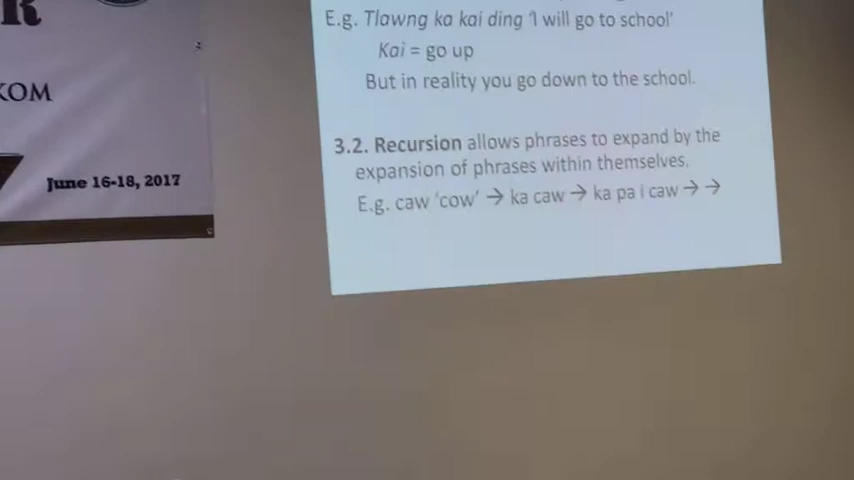 R
KOM
June 16-18, 2017
E.g. Tlawng ka kai ding 'I will go to school'
Kai = go up
But in reality you go down to the school.
3.2. Recursion allows phrases to expand by the
expansion of phrases within themselves.
E.g. caw 'cow' → ka caw → ka pa i caw → →